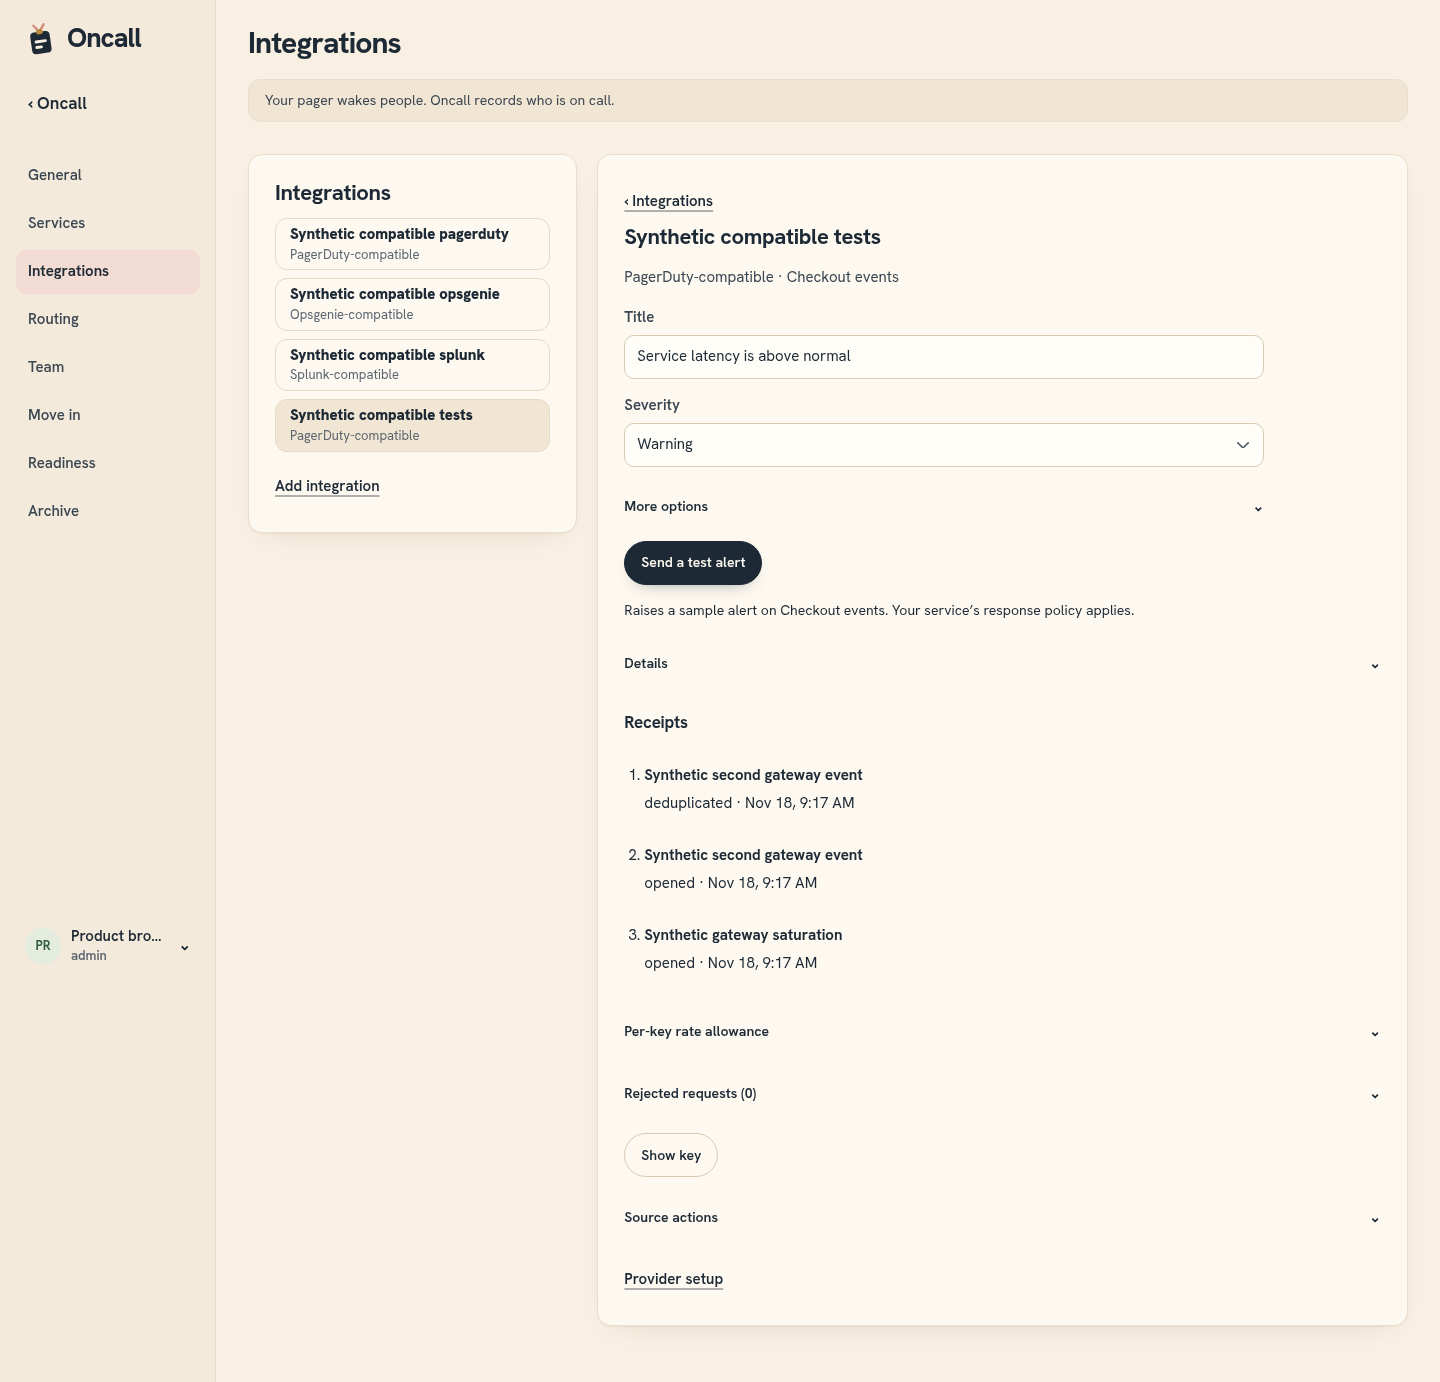 Oncall
‹ Oncall
General
Services
Integrations
Routing
Team
Move in
Readiness
Archive
PR
Product bro...
admin
Integrations
Your pager wakes people. Oncall records who is on call.
Integrations
Synthetic compatible pagerduty
PagerDuty-compatible
Synthetic compatible opsgenie
Opsgenie-compatible
Synthetic compatible splunk
Splunk-compatible
Synthetic compatible tests
PagerDuty-compatible
Add integration
‹ Integrations
Synthetic compatible tests
PagerDuty-compatible · Checkout events
Title
Service latency is above normal
Severity
Warning
More options
Send a test alert
Raises a sample alert on Checkout events. Your service’s response policy applies.
Details
Receipts
1. Synthetic second gateway event
deduplicated · Nov 18, 9:17 AM
2. Synthetic second gateway event
opened · Nov 18, 9:17 AM
3. Synthetic gateway saturation
opened · Nov 18, 9:17 AM
Per-key rate allowance
Rejected requests (0)
Show key
Source actions
Provider setup